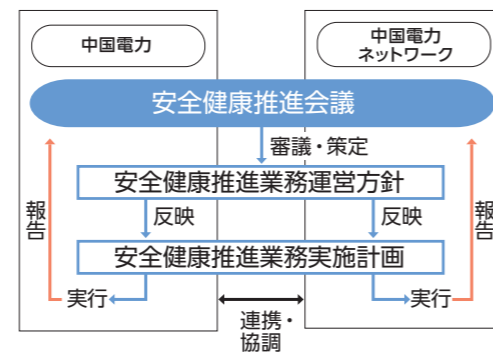 中国電力
中国電力
ネットワーク
安全健康推進会議
審議・策定
安全健康推進業務運営方針
報告
反映
反映
報告
安全健康推進業務実施計画
実行
実行
連携・
協調